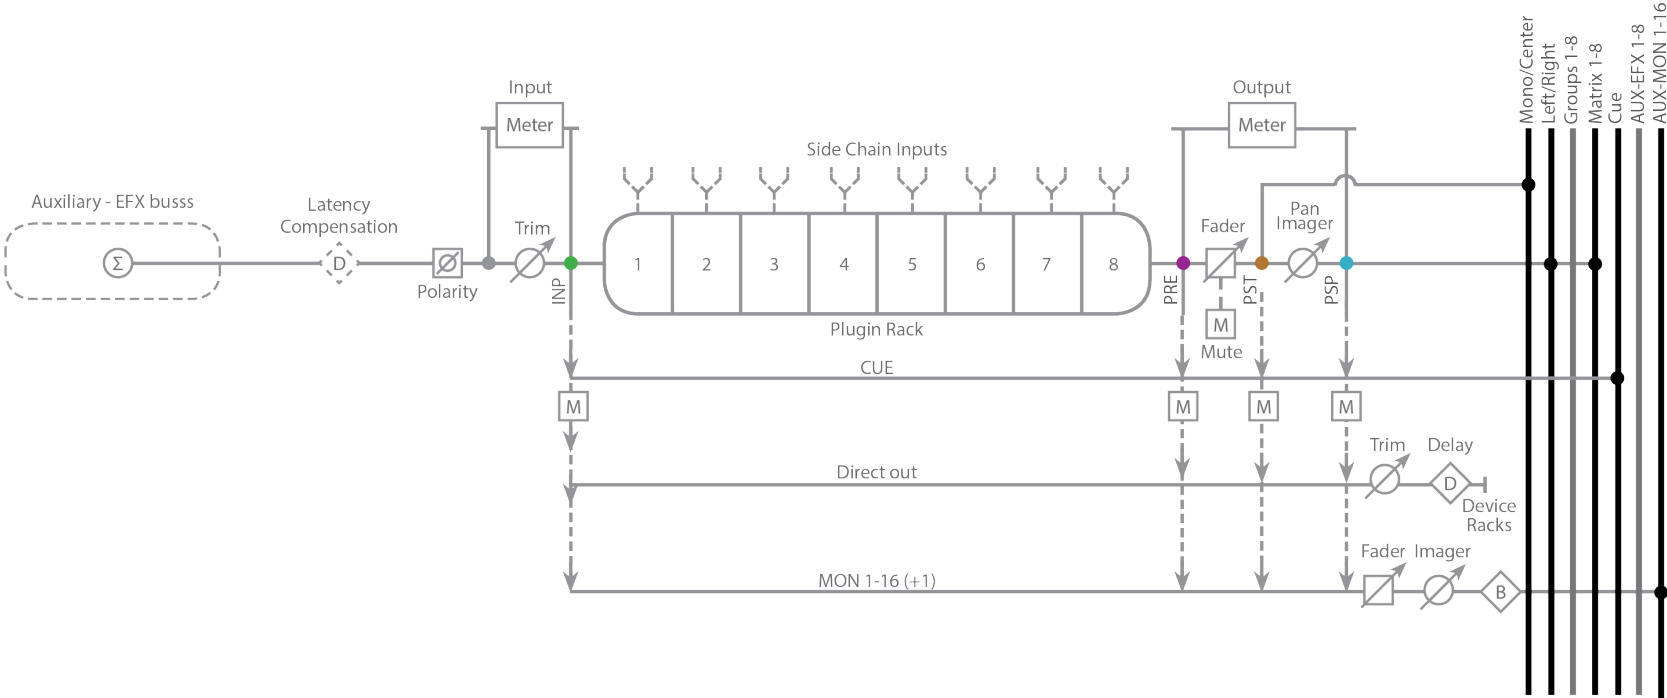 Mono/Center
Left/Right
Groups 1-8
Matrix 1-8
Cue
AUX-EFX 1-8
AUX-MON 1-16
Input
Meter
Output
Meter
Side Chain Inputs
Auxiliary - EFX busss
Σ
Latency
Compensation
D
Polarity
Trim
INP
1
2
3
4
5
6
7
8
Plugin Rack
PRE
Fader
M
Mute
PST
Pan
Imager
PSP
CUE
M
M
M
M
Direct out
Trim
Delay
D
Device
Racks
MON 1-16 (+1)
Fader
Imager
B